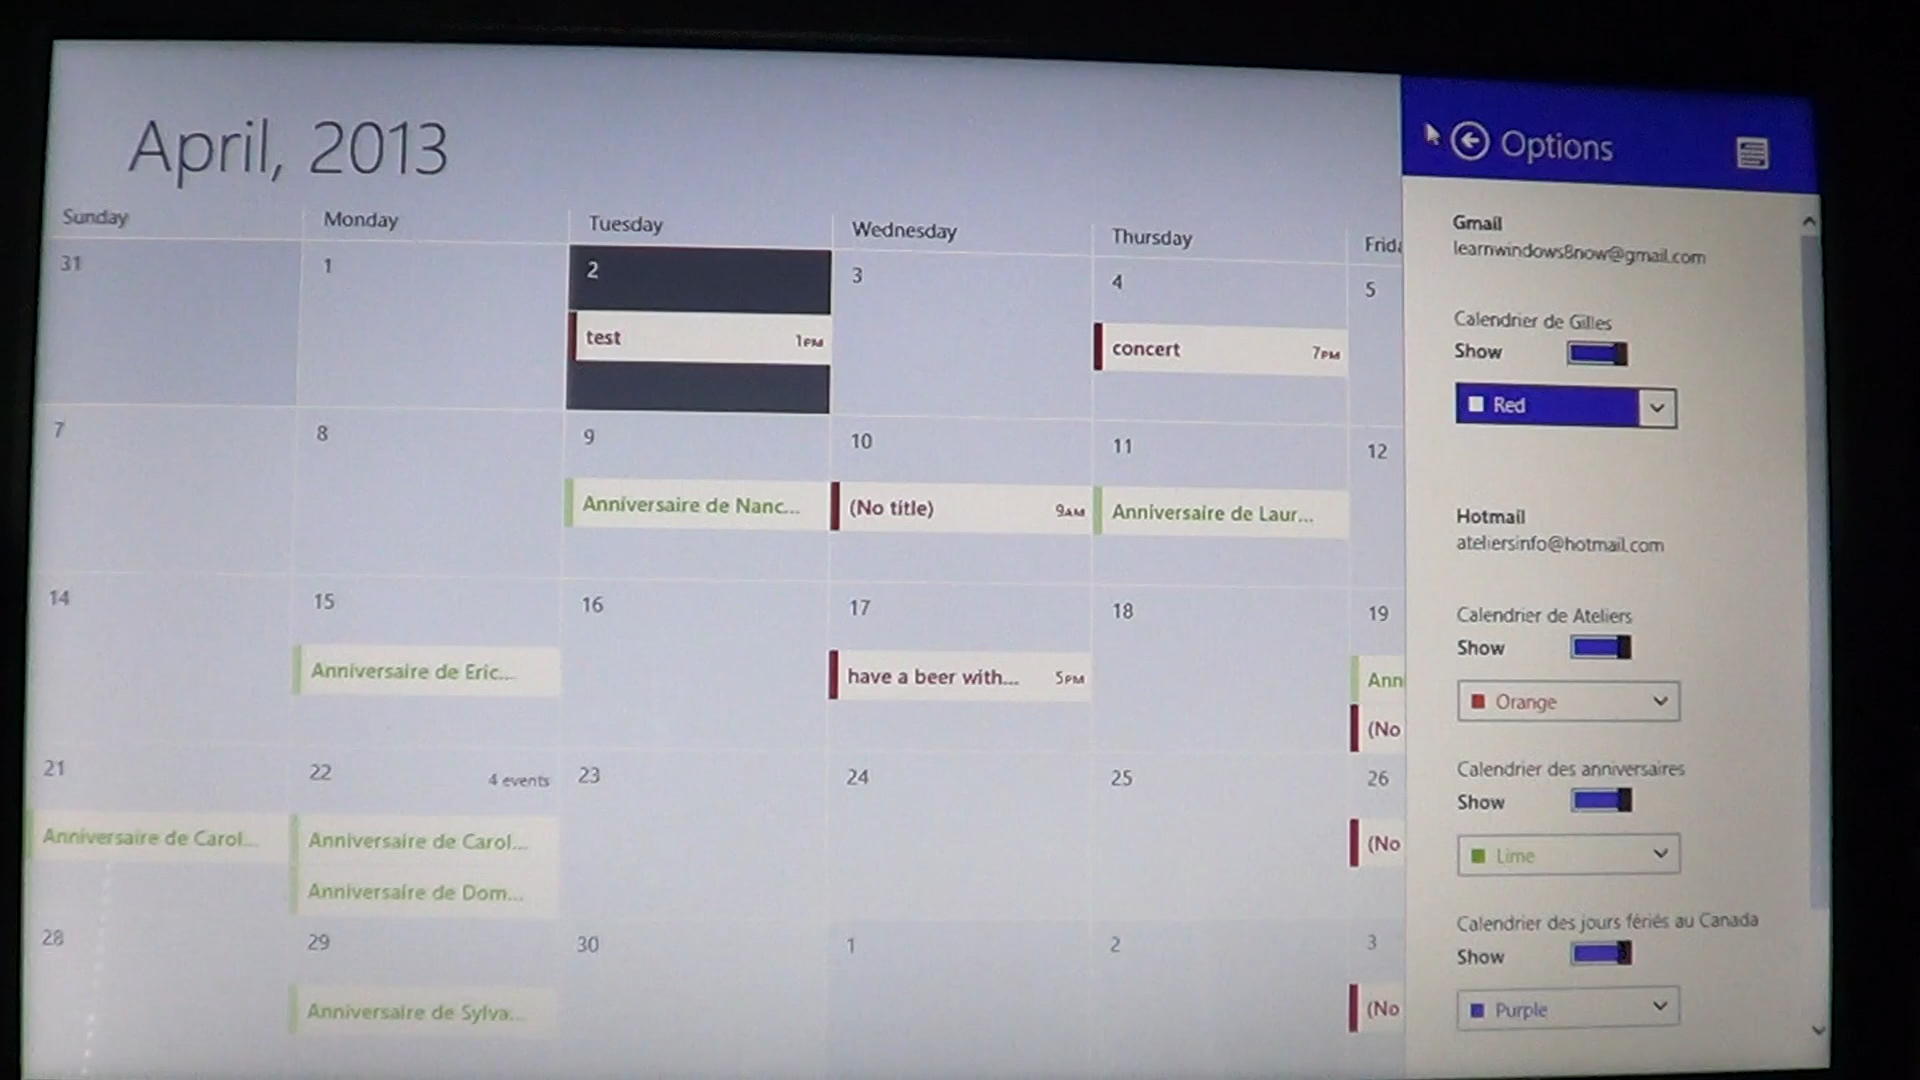 April, 2013
Sunday Monday Tuesday Wednesday Thursday Frida
31 1 2 3 4 5
test 1PM
concert 7PM
7 8 9 10 11 12
Anniversaire de Nanc...
(No title) 9AM
Anniversaire de Laur...
14 15 16 17 18 19
Anniversaire de Eric...
have a beer with... 5PM
Ann
(No
21 22 4 events 23 24 25 26
Anniversaire de Carol...
Anniversaire de Carol...
(No
Anniversaire de Dom...
28 29 30 1 2 3
Anniversaire de Sylva...
(No
Options
Gmail
learnwindows8now@gmail.com
Calendrier de Gilles
Show
Red
Hotmail
ateliersinfo@hotmail.com
Calendrier de Ateliers
Show
Orange
Calendrier des anniversaires
Show
Lime
Calendrier des jours fériés au Canada
Show
Purple